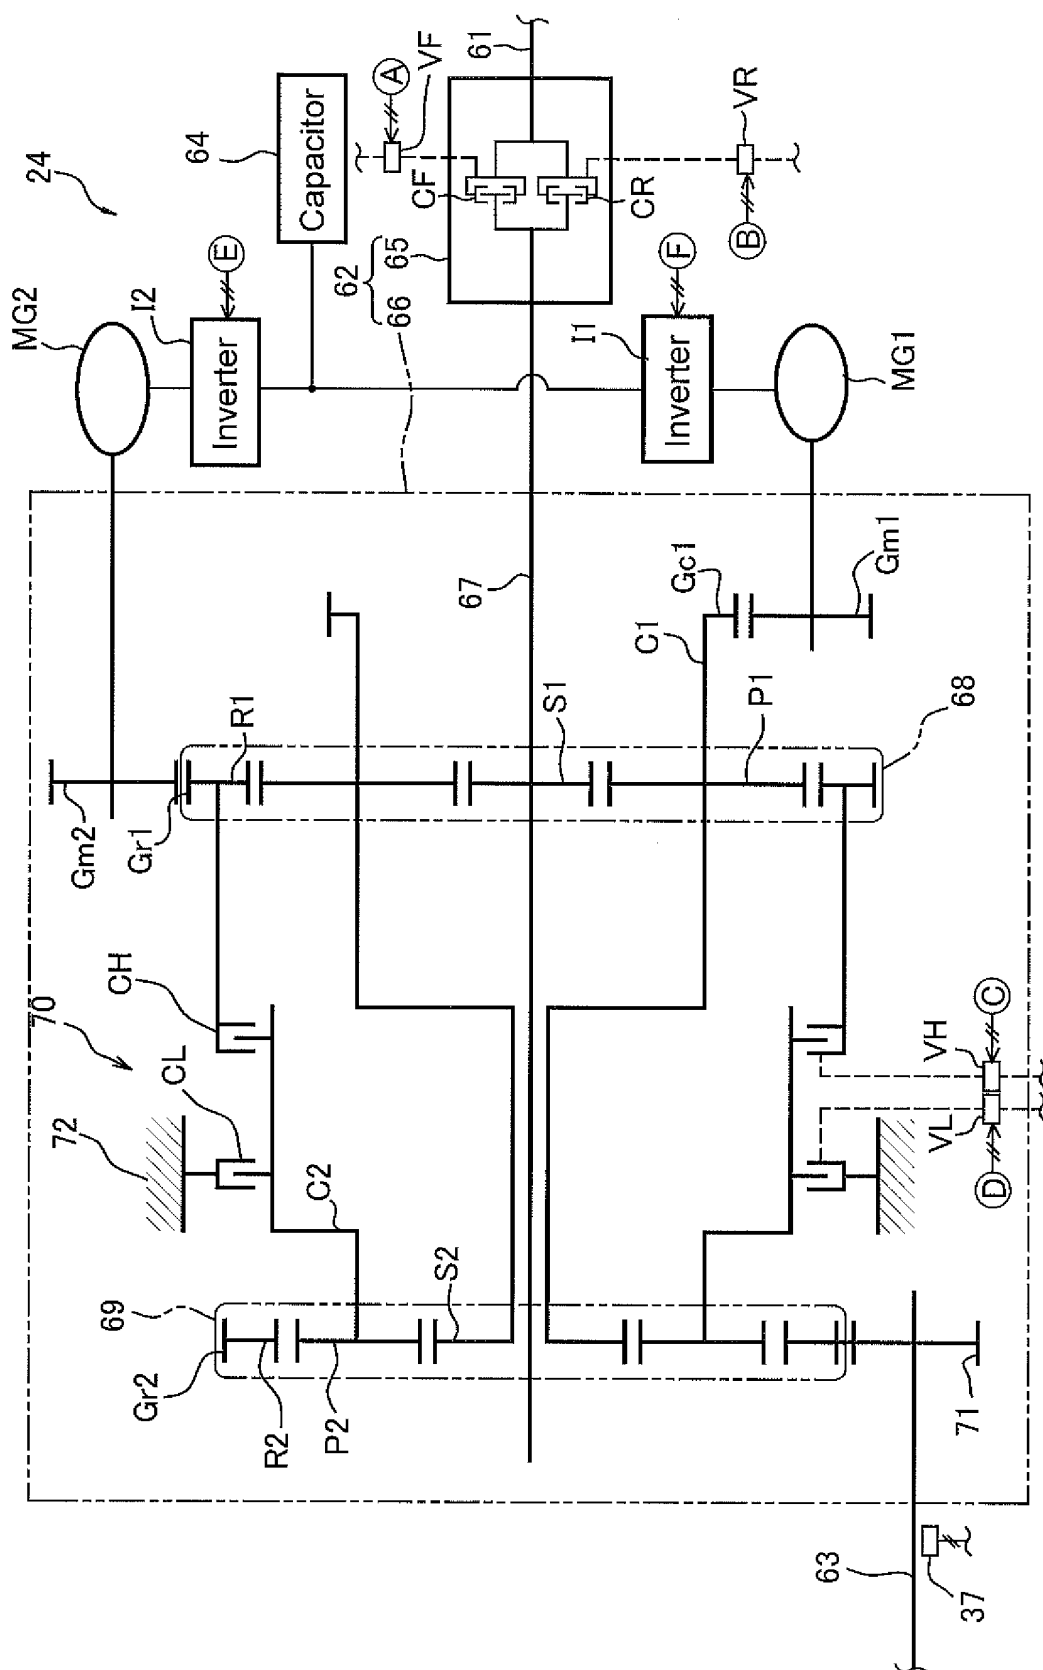 24
MG2
I2
Inverter
E
64
Capacitor
A
VF
61
62
65
66
CF
CR
VR
B
F
I1
Inverter
MG1
67
Gc1
C1
Gm1
S1
P1
68
R1
Gr1
Gm2
CH
70
CL
72
C2
VH
C
VL
D
S2
69
Gr2
R2
P2
71
63
37